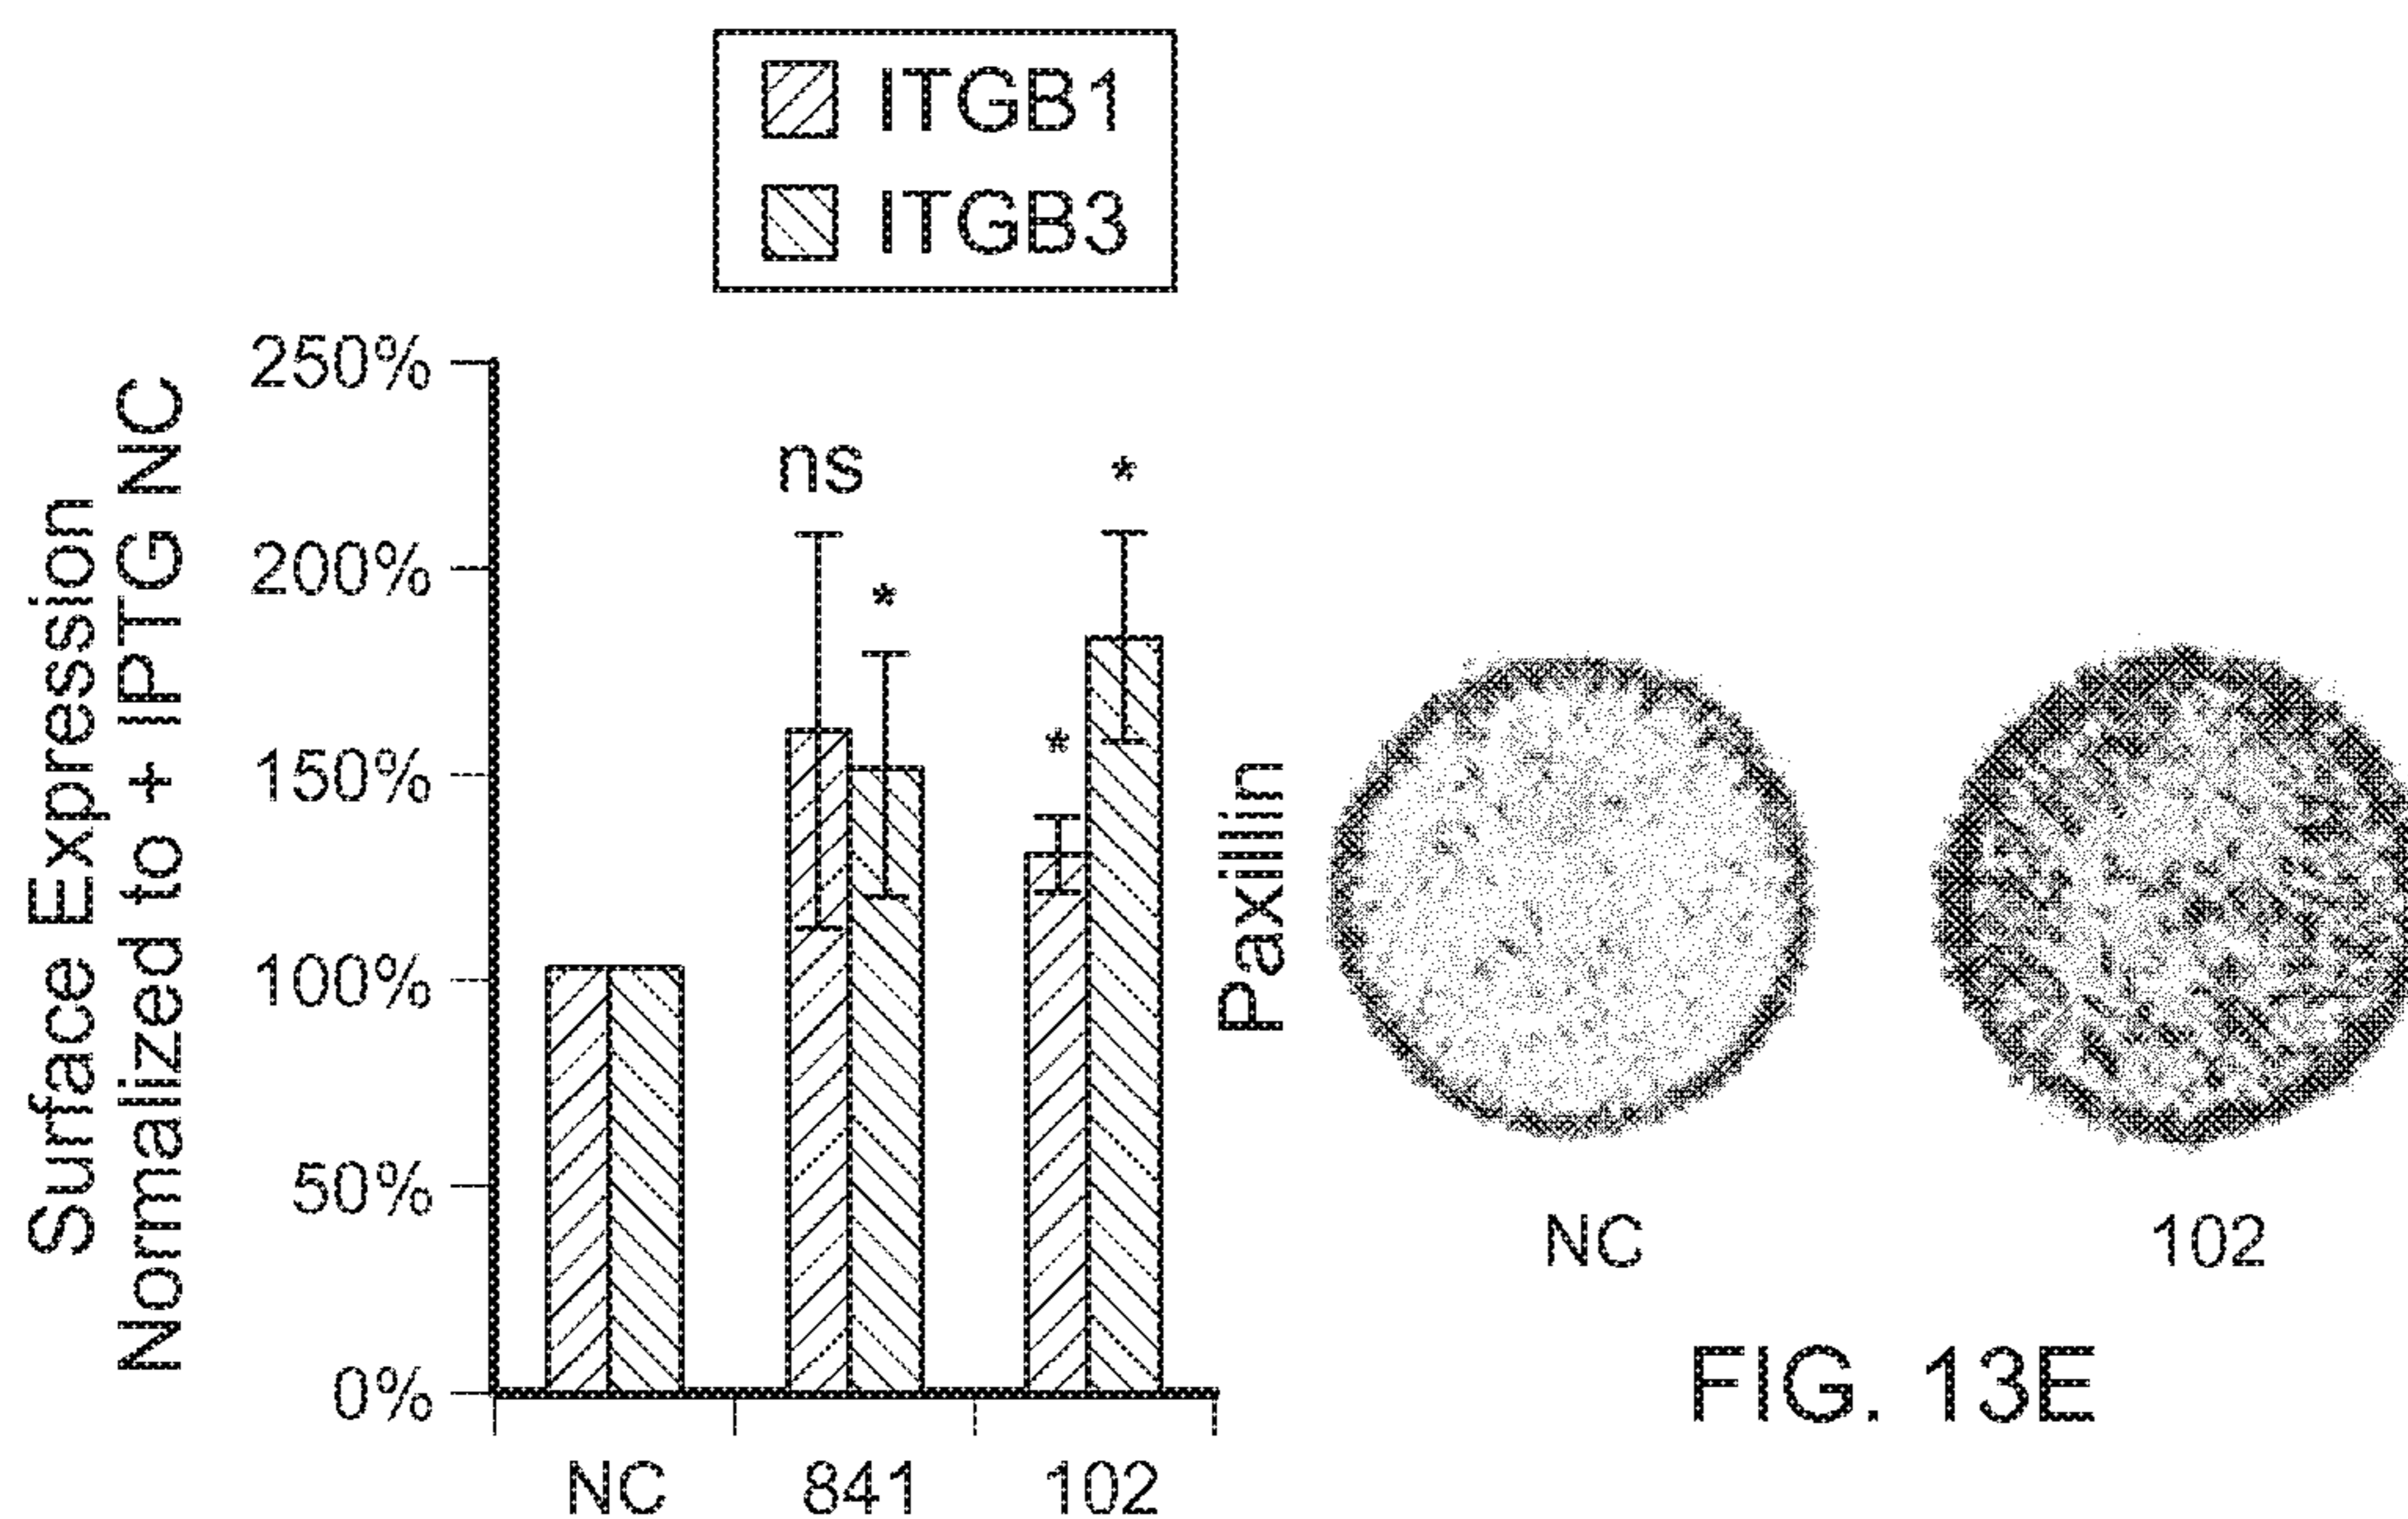 ITGB1
ITGB3
Surface Expression
Normalized to + IPTG NC
250%
200%
150%
100%
50%
0%
ns
*
*
*
NC
841
102
Paxillin
NC
102
FIG. 13E